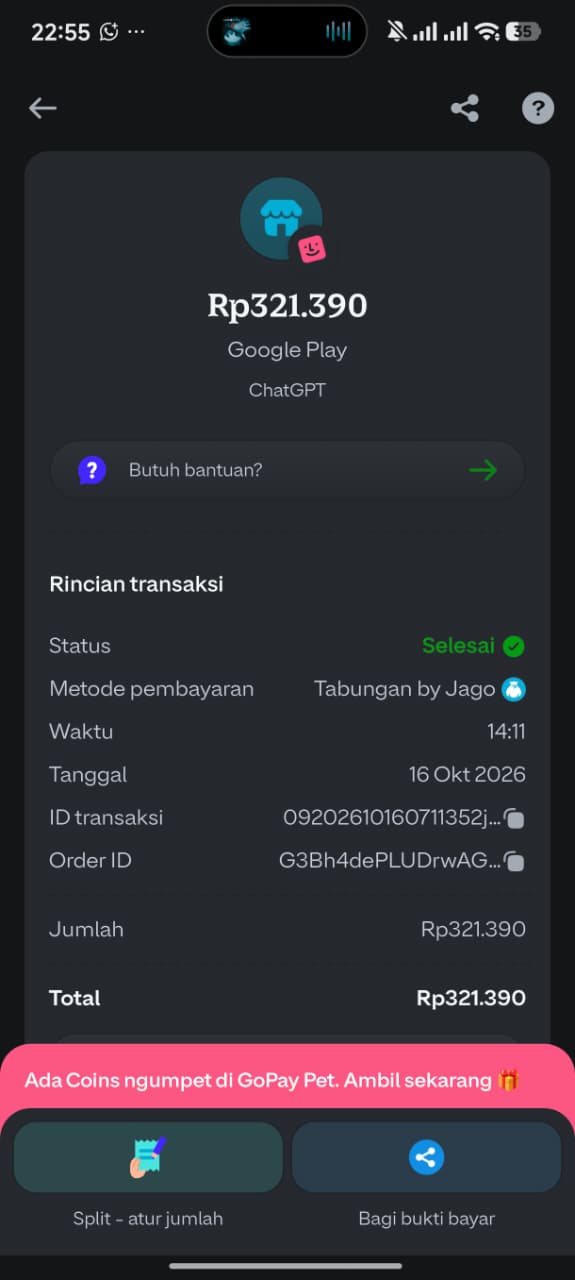 22:55
35
Rp321.390
Google Play
ChatGPT
Butuh bantuan?
Rincian transaksi
Status Selesai
Metode pembayaran Tabungan by Jago
Waktu 14:11
Tanggal 16 Okt 2026
ID transaksi 09202610160711352j...
Order ID G3Bh4dePLUDrwAG...
Jumlah Rp321.390
Total Rp321.390
Ada Coins ngumpet di GoPay Pet. Ambil sekarang 🎁
Split - atur jumlah
Bagi bukti bayar